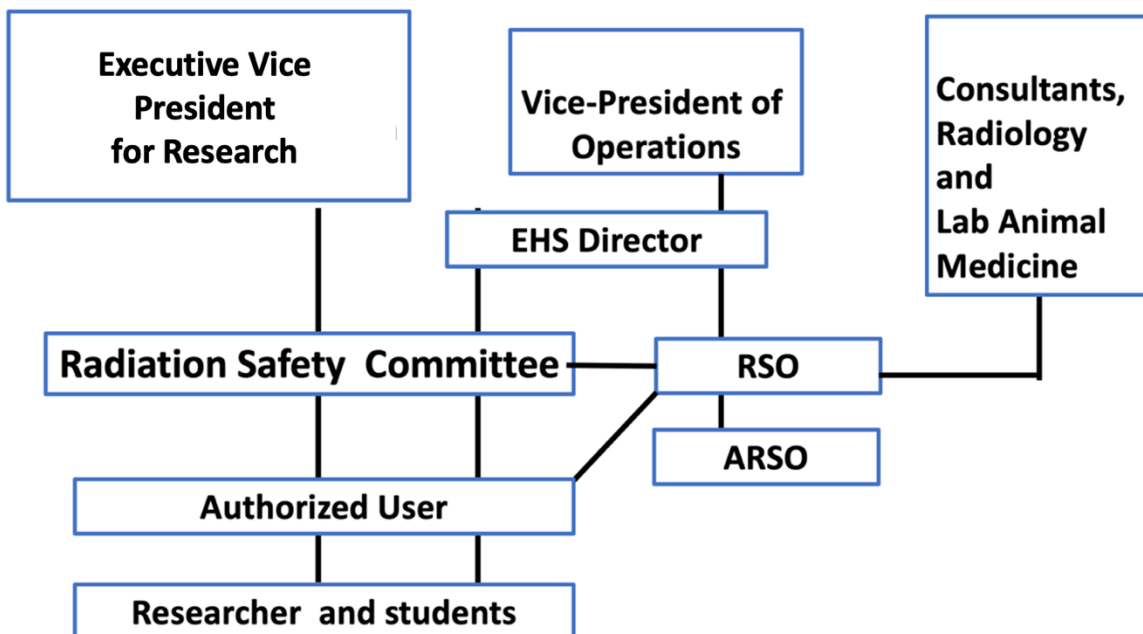 Executive Vice
President
for Research
Vice-President of
Operations
Consultants,
Radiology
and
Lab Animal
Medicine
EHS Director
Radiation Safety  Committee
RSO
ARSO
Authorized User
Researcher  and students